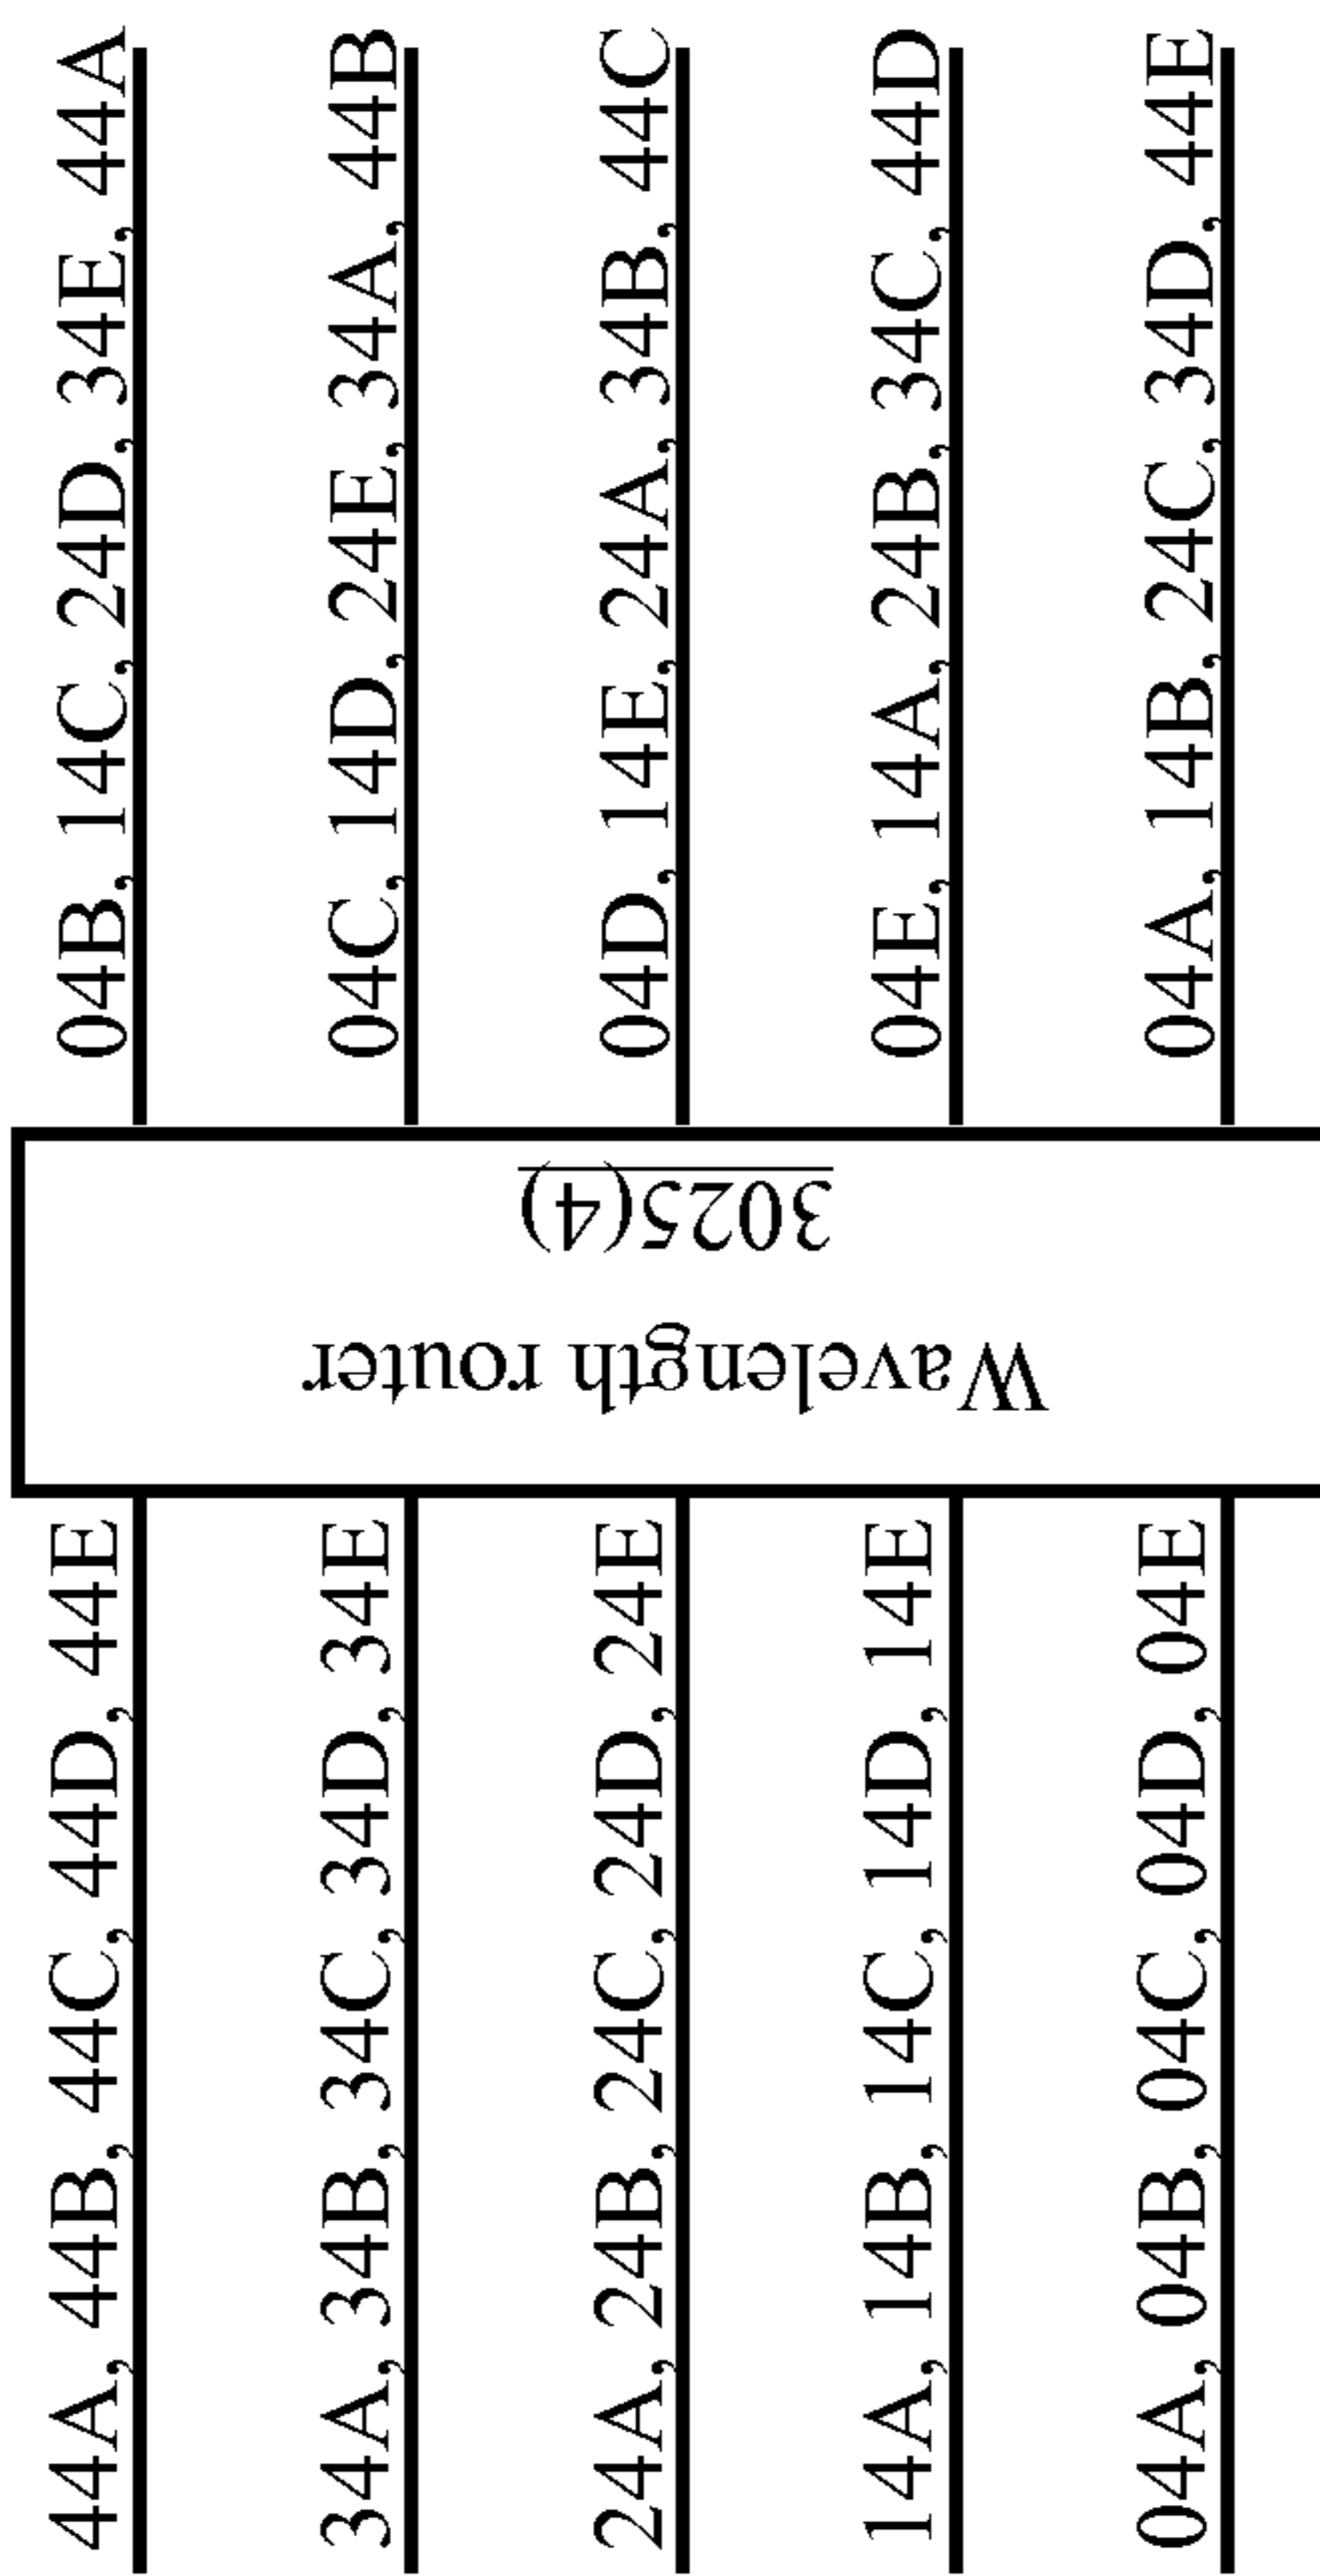 04B, 14C, 24D, 34E, 44A
04C, 14D, 24E, 34A, 44B
04D, 14E, 24A, 34B, 44C
04E, 14A, 24B, 34C, 44D
04A, 14B, 24C, 34D, 44E
Wavelength router
3025(4)
44A, 44B, 44C, 44D, 44E
34A, 34B, 34C, 34D, 34E
24A, 24B, 24C, 24D, 24E
14A, 14B, 14C, 14D, 14E
04A, 04B, 04C, 04D, 04E